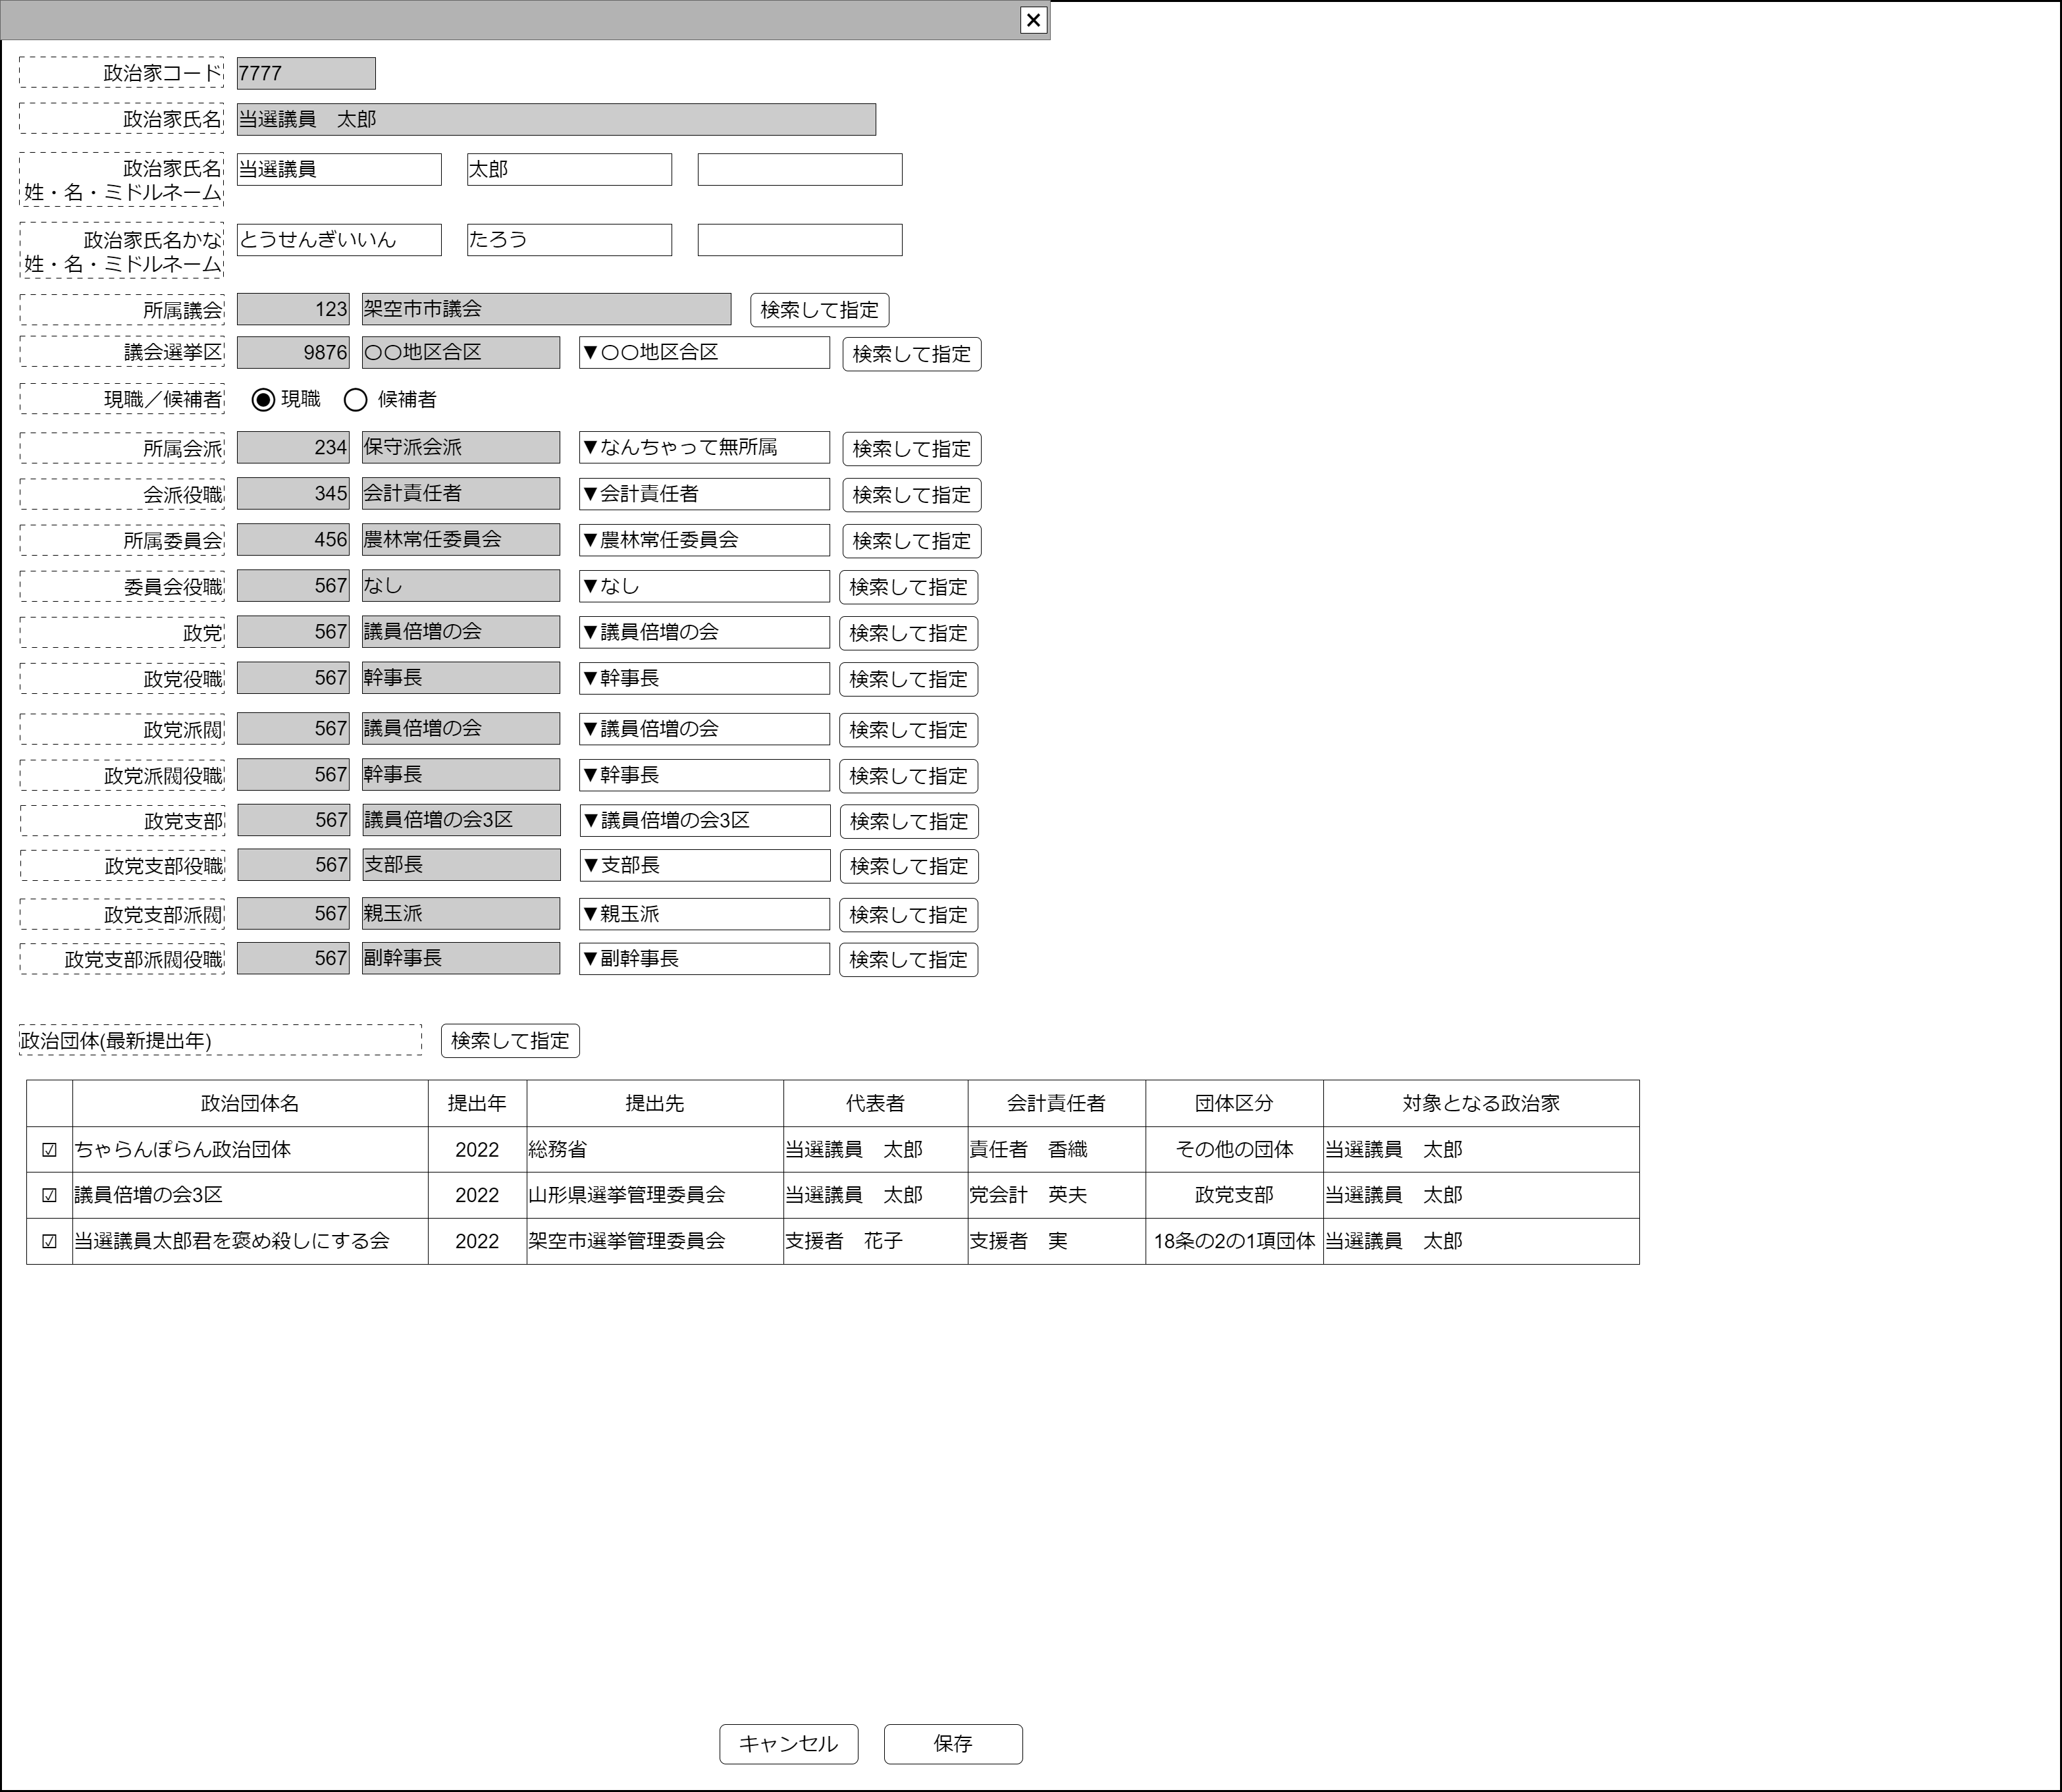 ×
政治家コード 7777
政治家氏名 当選議員　太郎
政治家氏名 当選議員 太郎
姓・名・ミドルネーム
政治家氏名かな とうせんぎいいん たろう
姓・名・ミドルネーム
所属議会 123 架空市市議会 検索して指定
議会選挙区 9876 〇〇地区合区 ▼〇〇地区合区 検索して指定
現職／候補者 現職 候補者
所属会派 234 保守派会派 ▼なんちゃって無所属 検索して指定
会派役職 345 会計責任者 ▼会計責任者 検索して指定
所属委員会 456 農林常任委員会 ▼農林常任委員会 検索して指定
委員会役職 567 なし ▼なし 検索して指定
政党 567 議員倍増の会 ▼議員倍増の会 検索して指定
政党役職 567 幹事長 ▼幹事長 検索して指定
政党派閥 567 議員倍増の会 ▼議員倍増の会 検索して指定
政党派閥役職 567 幹事長 ▼幹事長 検索して指定
政党支部 567 議員倍増の会3区 ▼議員倍増の会3区 検索して指定
政党支部役職 567 支部長 ▼支部長 検索して指定
政党支部派閥 567 親玉派 ▼親玉派 検索して指定
政党支部派閥役職 567 副幹事長 ▼副幹事長 検索して指定
政治団体(最新提出年) 検索して指定
政治団体名 提出年 提出先 代表者 会計責任者 団体区分 対象となる政治家
☑ ちゃらんぽらん政治団体 2022 総務省 当選議員　太郎 責任者　香織 その他の団体 当選議員　太郎
☑ 議員倍増の会3区 2022 山形県選挙管理委員会 当選議員　太郎 党会計　英夫 政党支部 当選議員　太郎
☑ 当選議員太郎君を褒め殺しにする会 2022 架空市選挙管理委員会 支援者　花子 支援者　実 18条の2の1項団体 当選議員　太郎
キャンセル 保存